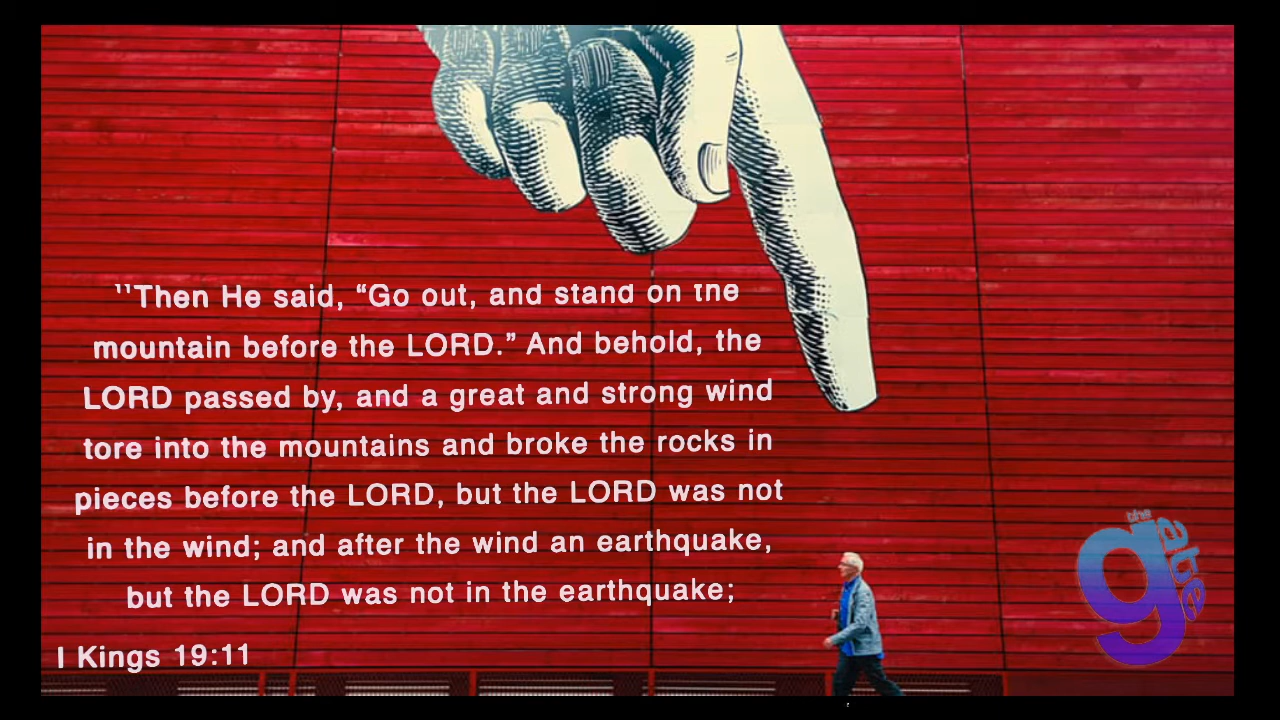 ¹¹Then He said, “Go out, and stand on the
mountain before the LORD.” And behold, the
LORD passed by, and a great and strong wind
tore into the mountains and broke the rocks in
pieces before the LORD, but the LORD was not
in the wind; and after the wind an earthquake,
but the LORD was not in the earthquake;
I Kings 19:11
the gate